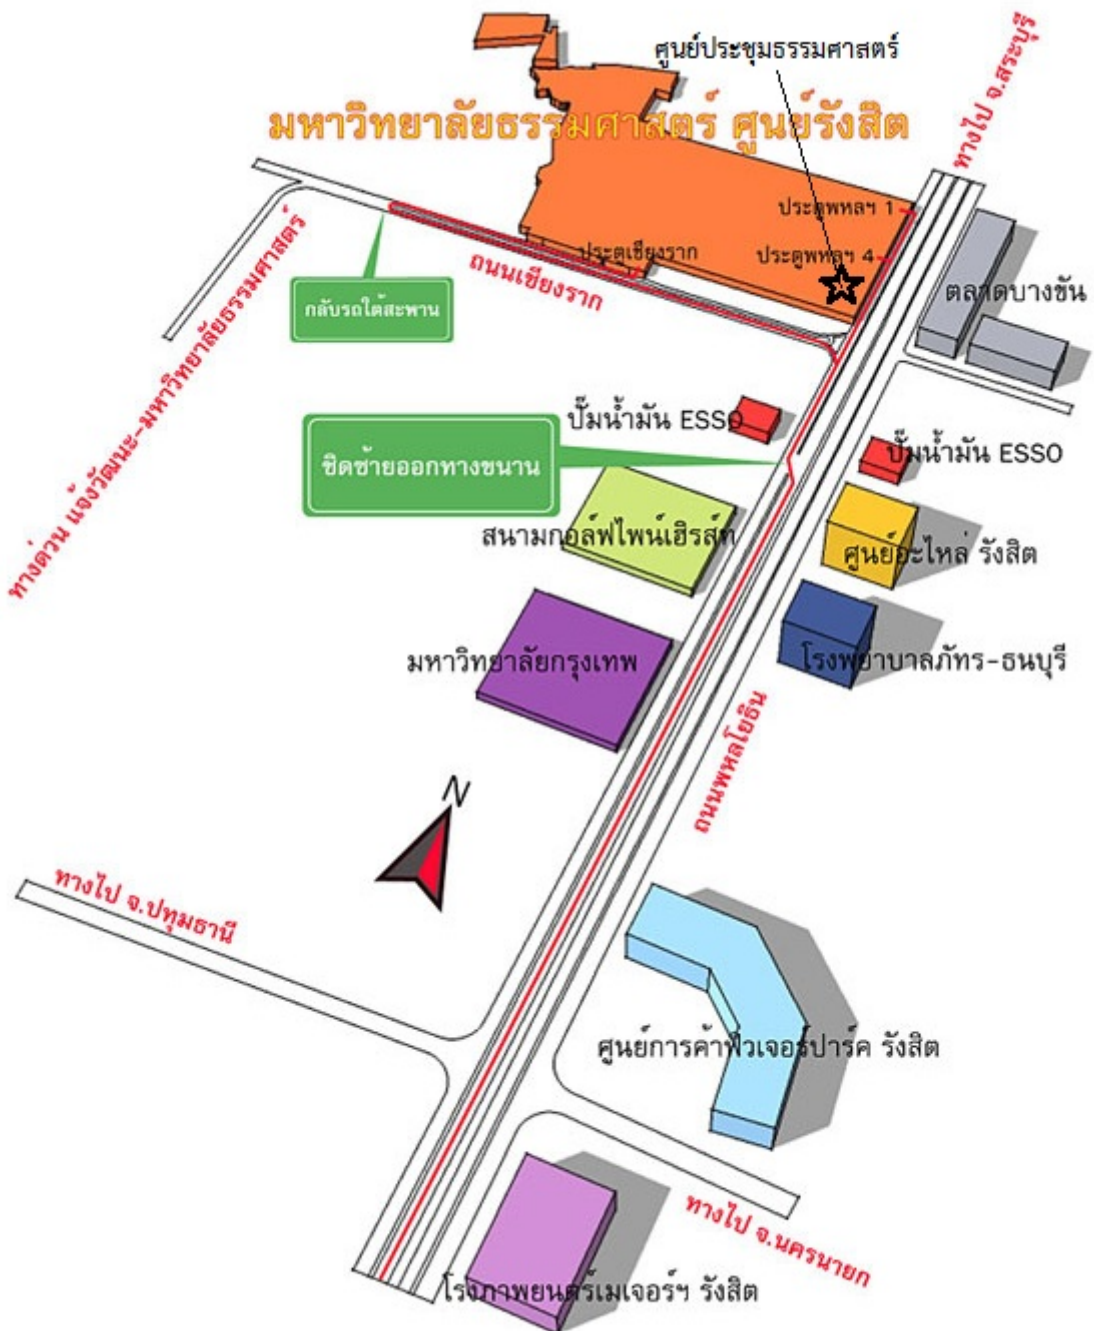 ศูนย์ประชุมธรรมศาสตร์
ทางไป จ.สระบุรี
มหาวิทยาลัยธรรมศาสตร์ ศูนย์รังสิต
ประตูพหลฯ 1
ประตูเชียงราก
ประตูพหลฯ 4
ถนนเชียงราก
ตลาดบางขัน
กลับรถใต้สะพาน
ทางด่วน แจ้งวัฒนะ-มหาวิทยาลัยธรรมศาสตร์
ปั๊มน้ำมัน ESSO
ปั๊มน้ำมัน ESSO
ชิดซ้ายออกทางขนาน
สนามกอล์ฟไพน์เฮิรส์ท
ศูนย์อะไหล่ รังสิต
มหาวิทยาลัยกรุงเทพ
โรงพยาบาลภัทร-ธนบุรี
ถนนพหลโยธิน
N
ทางไป จ.ปทุมธานี
ศูนย์การค้าฟิวเจอร์ปาร์ค รังสิต
ทางไป จ.นครนายก
โรงภาพยนตร์เมเจอร์ฯ รังสิต